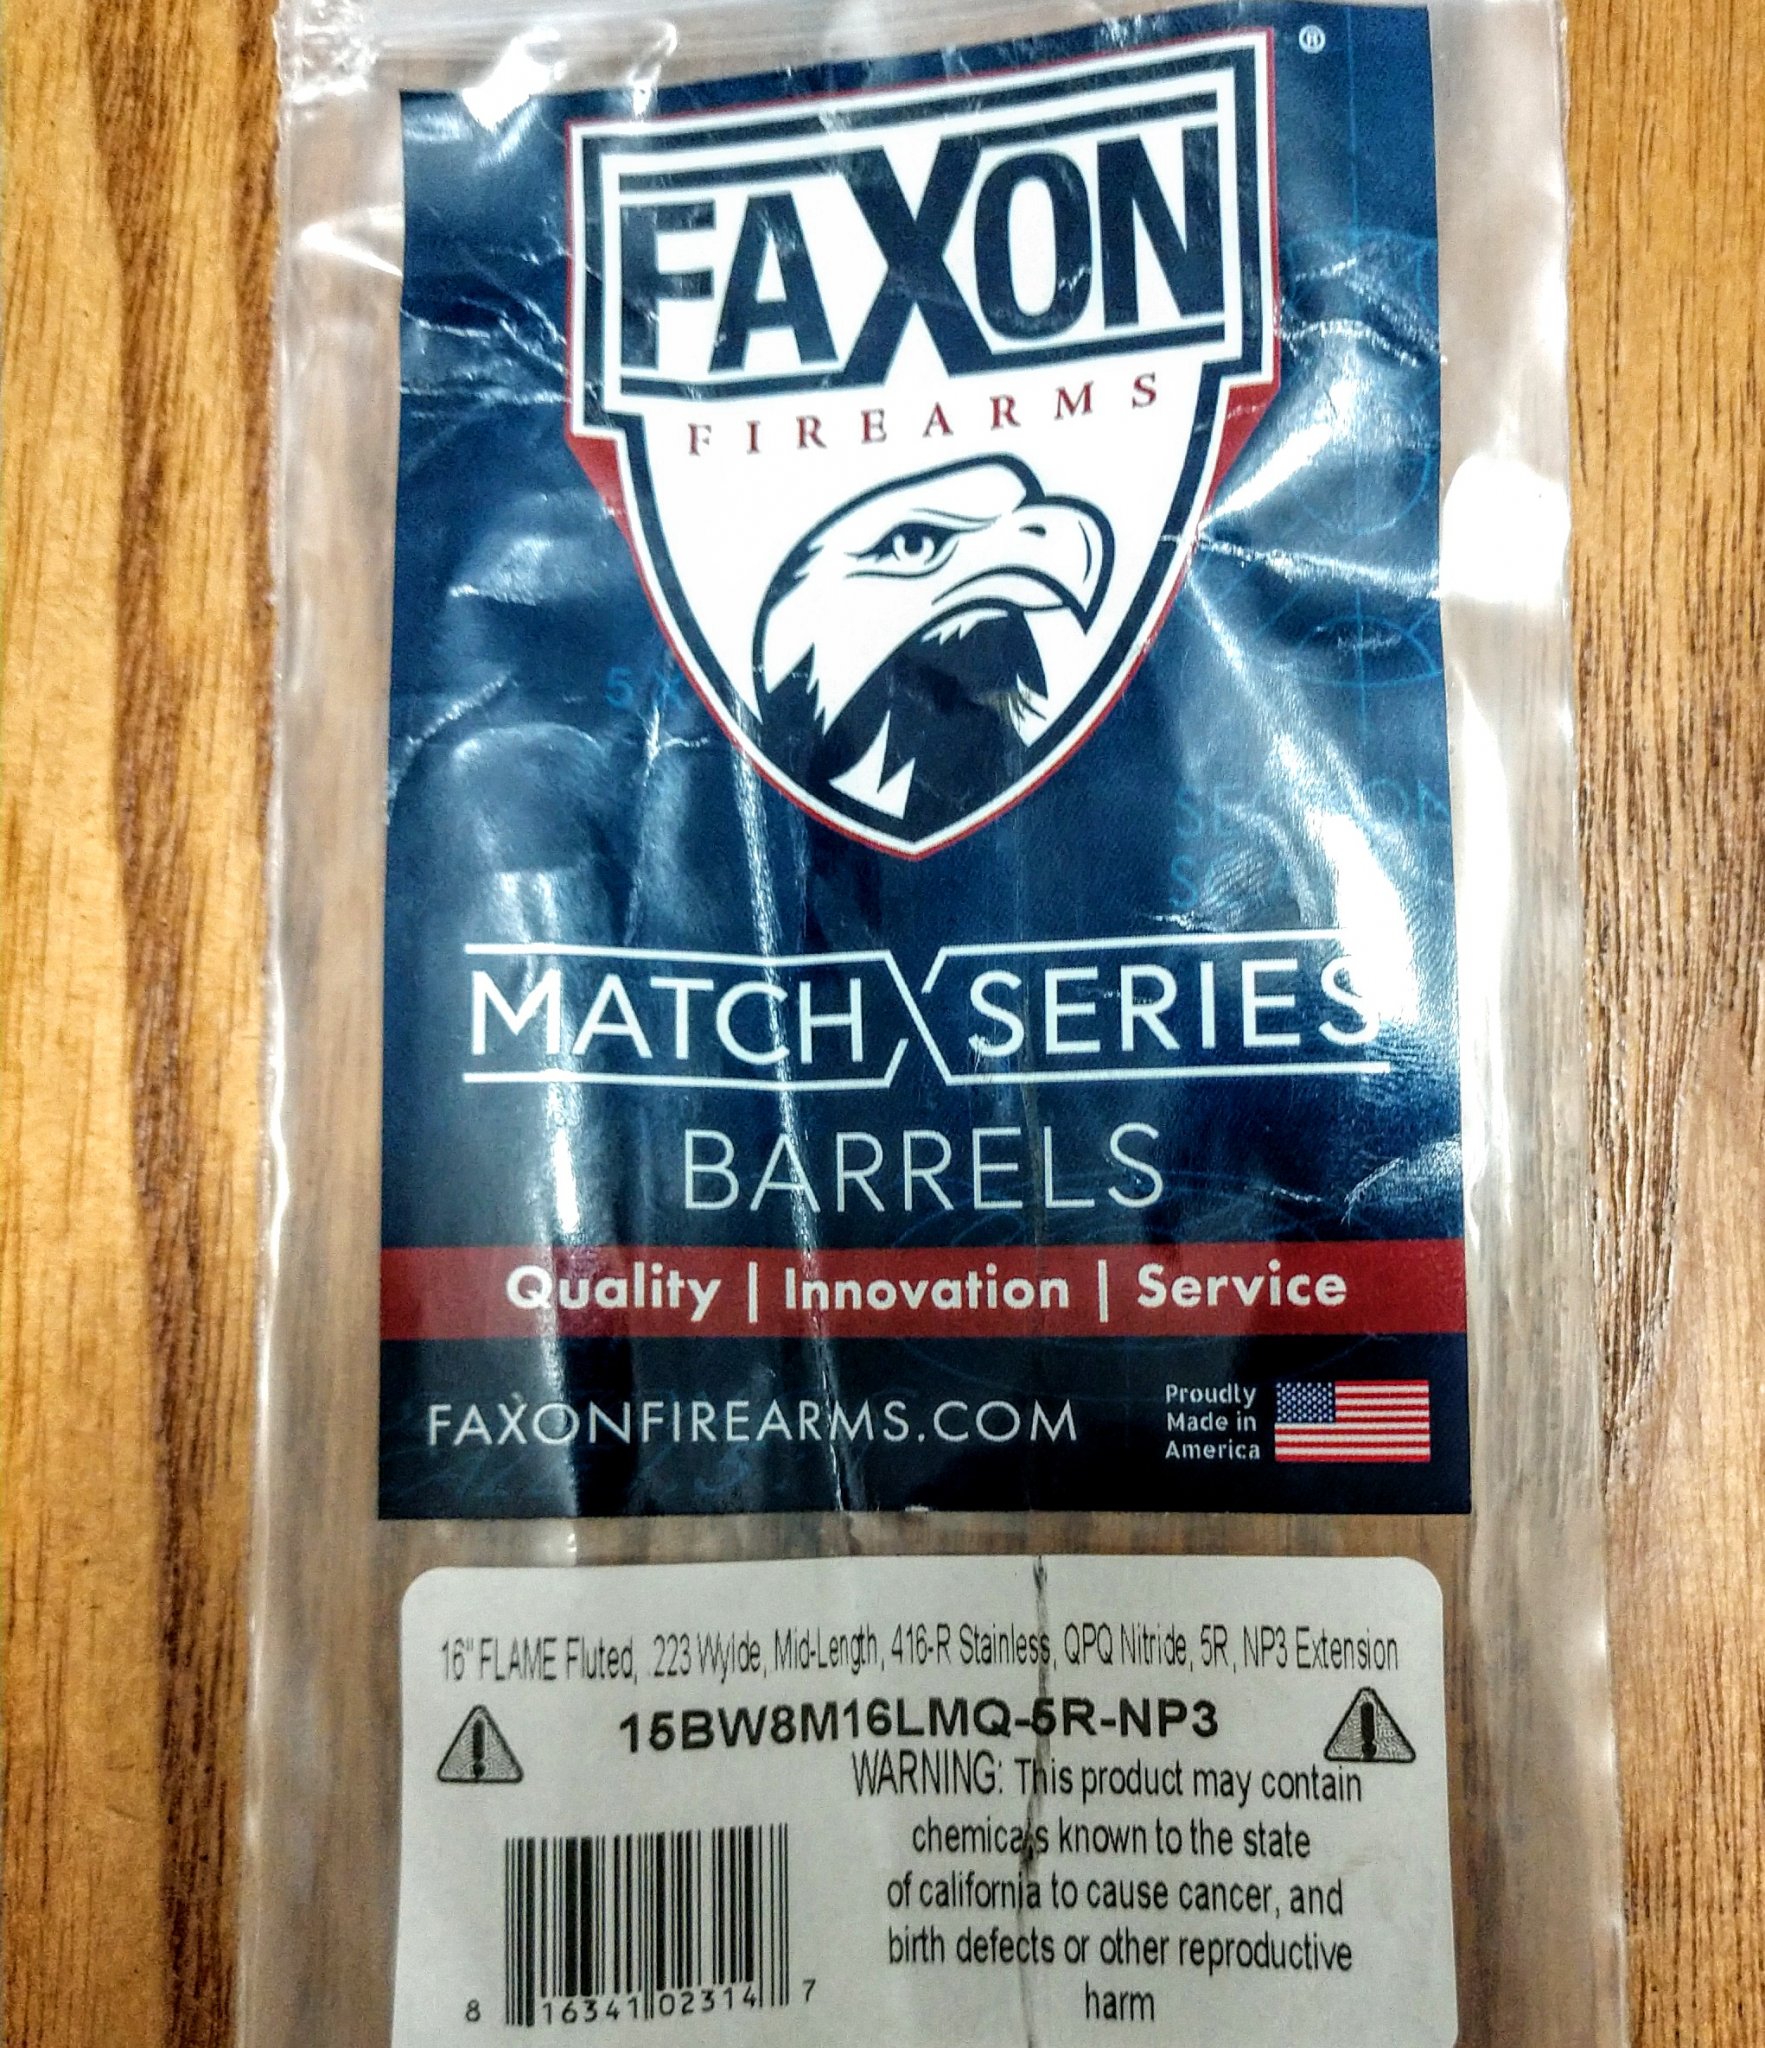 FAXON ®
FIREARMS
MATCH SERIES
BARRELS
Quality | Innovation | Service
FAXONFIREARMS.COM
Proudly
Made in
America
16" FLAME Fluted, .223 Wylde, Mid-Length, 416-R Stainless, QPQ Nitride, 5R, NP3 Extension
15BW8M16LMQ-5R-NP3
WARNING: This product may contain
chemicals known to the state
of california to cause cancer, and
birth defects or other reproductive
harm
8 16341 02314 7